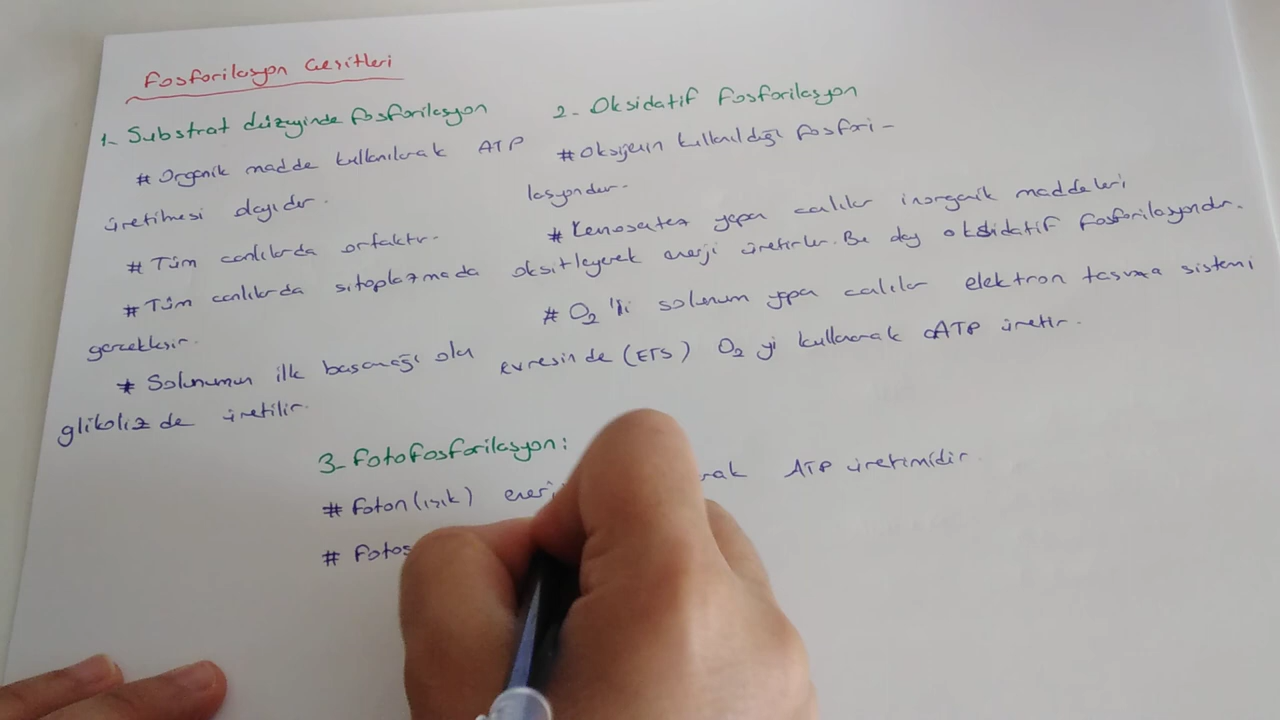 Fosforilasyon Çeşitleri
1- Substrat düzeyinde fosforilasyon
# Organik madde kullanılarak ATP
üretilmesi olayıdır.
# Tüm canlılarda ortaktır.
# Tüm canlılarda sitoplazmada
gerçekleşir.
* Solunumun ilk basamağı olan
glikoliz de üretilir.
2- Oksidatif fosforilasyon
# Oksijenin kullanıldığı fosfori-
lasyondur.
* Kemosentez yapan canlılar inorganik maddeleri
oksitleyerek enerji üretirler. Bu olay oksidatif fosforilasyondur.
# O₂'li solunum yapan canlılar elektron taşıma sistemi
evresinde (ETS) O₂ yi kullanarak ATP üretir.
3- Fotofosforilasyon:
# Foton (ışık) ATP üretimidir.
#